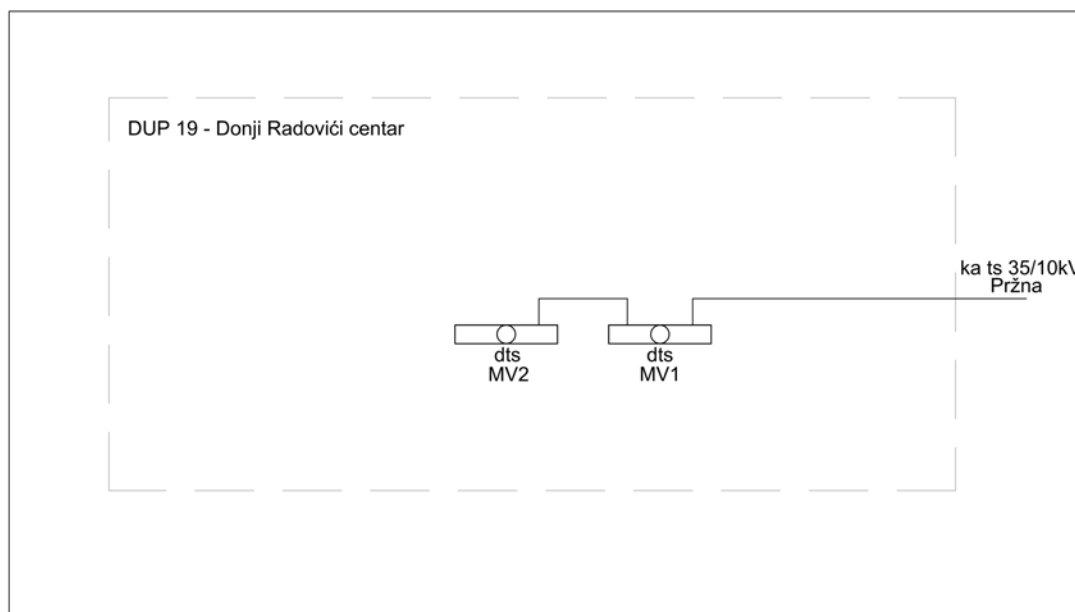 DUP 19 - Donji Radovići centar
ka ts 35/10kV
Pržna
dts
MV2
dts
MV1